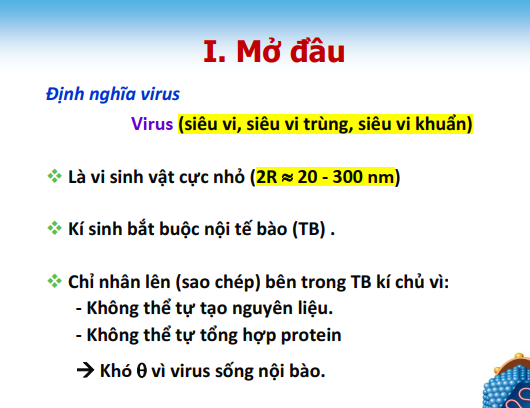 I. Mở đầu
Định nghĩa virus
Virus (siêu vi, siêu vi trùng, siêu vi khuẩn)
❖ Là vi sinh vật cực nhỏ (2R ≈ 20 - 300 nm)
❖ Kí sinh bắt buộc nội tế bào (TB) .
❖ Chỉ nhân lên (sao chép) bên trong TB kí chủ vì:
- Không thể tự tạo nguyên liệu.
- Không thể tự tổng hợp protein
→ Khó θ vì virus sống nội bào.